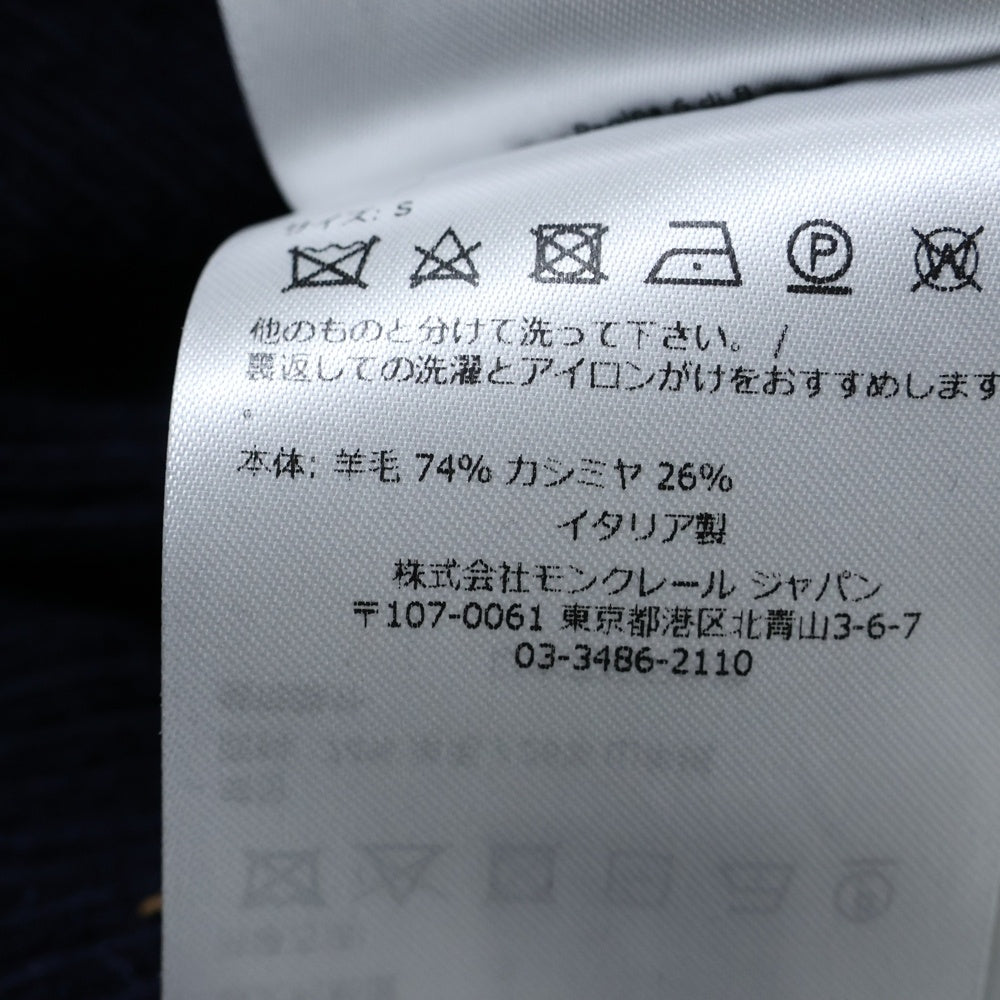 サイズ: S
P
W
他のものと分けて洗って下さい。 /
裏返しての洗濯とアイロンがけをおすすめします
。
本体: 羊毛 74% カシミヤ 26%
イタリア製
株式会社モンクレール ジャパン
〒107-0061 東京都港区北青山3-6-7
03-3486-2110